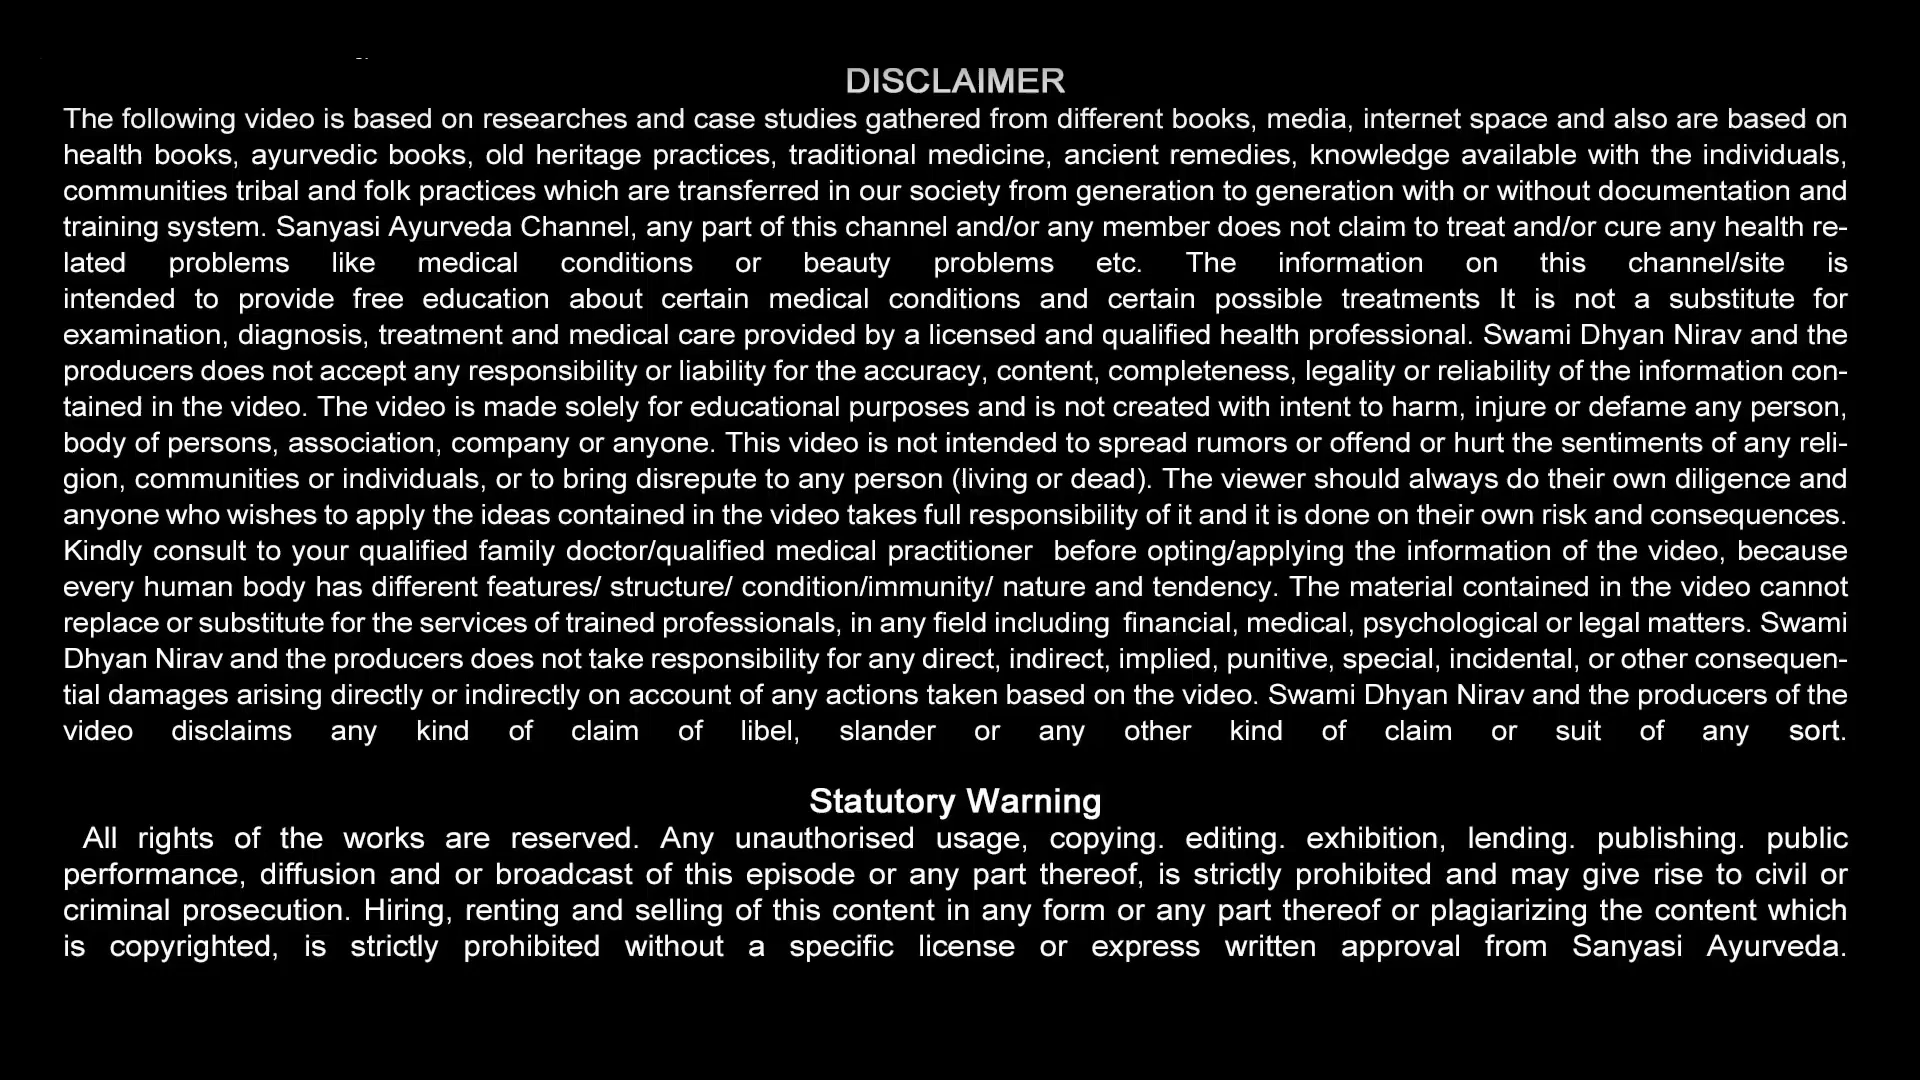 DISCLAIMER
The following video is based on researches and case studies gathered from different books, media, internet space and also are based on
health books, ayurvedic books, old heritage practices, traditional medicine, ancient remedies, knowledge available with the individuals,
communities tribal and folk practices which are transferred in our society from generation to generation with or without documentation and
training system. Sanyasi Ayurveda Channel, any part of this channel and/or any member does not claim to treat and/or cure any health re-
lated problems like medical conditions or beauty problems etc. The information on this channel/site is
intended to provide free education about certain medical conditions and certain possible treatments It is not a substitute for
examination, diagnosis, treatment and medical care provided by a licensed and qualified health professional. Swami Dhyan Nirav and the
producers does not accept any responsibility or liability for the accuracy, content, completeness, legality or reliability of the information con-
tained in the video. The video is made solely for educational purposes and is not created with intent to harm, injure or defame any person,
body of persons, association, company or anyone. This video is not intended to spread rumors or offend or hurt the sentiments of any reli-
gion, communities or individuals, or to bring disrepute to any person (living or dead). The viewer should always do their own diligence and
anyone who wishes to apply the ideas contained in the video takes full responsibility of it and it is done on their own risk and consequences.
Kindly consult to your qualified family doctor/qualified medical practitioner before opting/applying the information of the video, because
every human body has different features/ structure/ condition/immunity/ nature and tendency. The material contained in the video cannot
replace or substitute for the services of trained professionals, in any field including financial, medical, psychological or legal matters. Swami
Dhyan Nirav and the producers does not take responsibility for any direct, indirect, implied, punitive, special, incidental, or other consequen-
tial damages arising directly or indirectly on account of any actions taken based on the video. Swami Dhyan Nirav and the producers of the
video disclaims any kind of claim of libel, slander or any other kind of claim or suit of any sort.
Statutory Warning
All rights of the works are reserved. Any unauthorised usage, copying. editing. exhibition, lending. publishing. public
performance, diffusion and or broadcast of this episode or any part thereof, is strictly prohibited and may give rise to civil or
criminal prosecution. Hiring, renting and selling of this content in any form or any part thereof or plagiarizing the content which
is copyrighted, is strictly prohibited without a specific license or express written approval from Sanyasi Ayurveda.